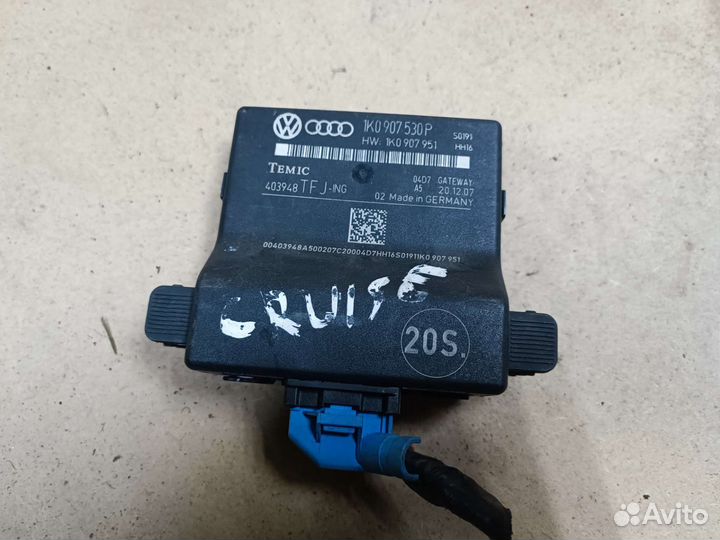 1K0 907 530 P
S0191
HW: 1K0 907 951
HH16
TEMIC
04D7 GATEWAY
403948 TFJ-ING
A5 20.12.07
02 Made in GERMANY
00403948A500207C20004D7HH16S01911K0 907 951
CRUISE
20S.
Avito